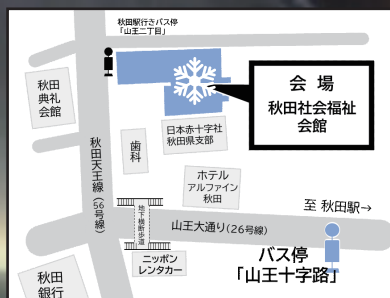 秋田駅行きバス停
「山王二丁目」
秋田
典礼
会館
会 場
秋田社会福祉
会館
日本赤十字社
秋田県支部
歯科
秋田天王線(56号線)
ホテル
アルファイン
秋田
至 秋田駅→
地下横断歩道
山王大通り(26号線)
ニッポン
レンタカー
バス停
「山王十字路」
秋田
銀行